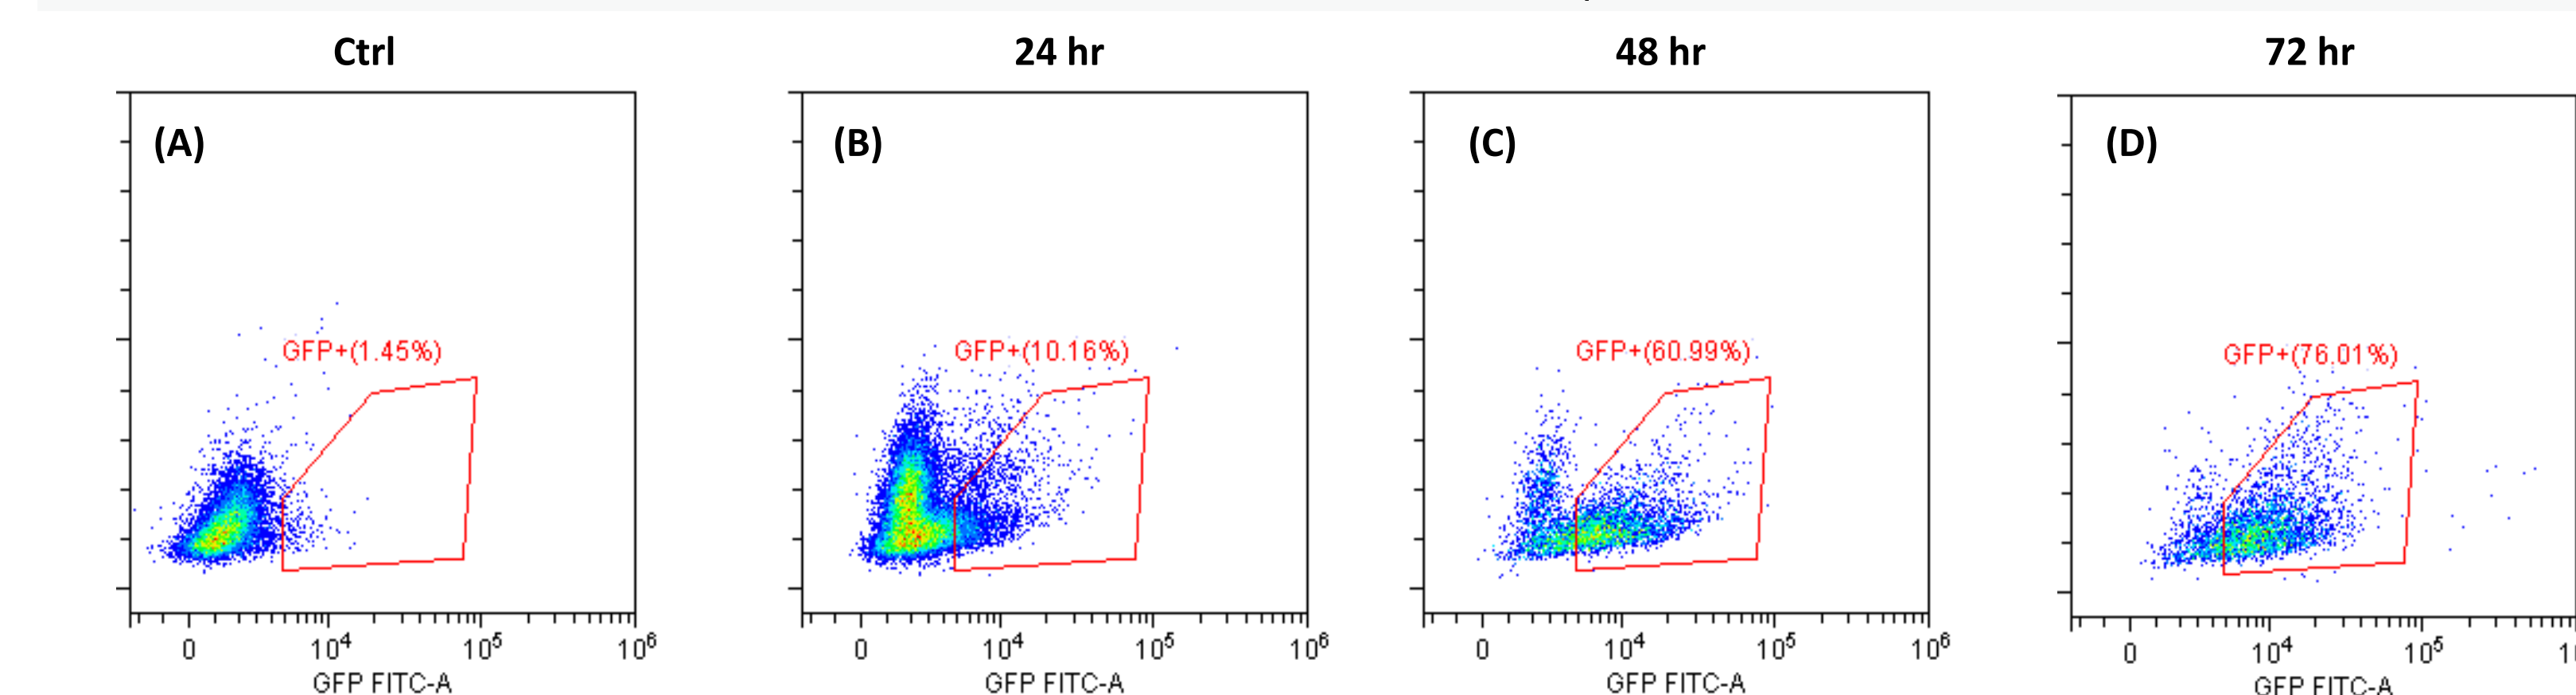 Ctrl
24 hr
48 hr
72 hr
(A)
(B)
(C)
(D)
GFP+(1.45%)
GFP+(10.16%)
GFP+(60.99%)
GFP+(76.01%)
0 10^4 10^5 10^6
0 10^4 10^5 10^6
0 10^4 10^5 10^6
0 10^4 10^5
GFP FITC-A
GFP FITC-A
GFP FITC-A
GFP FITC-A